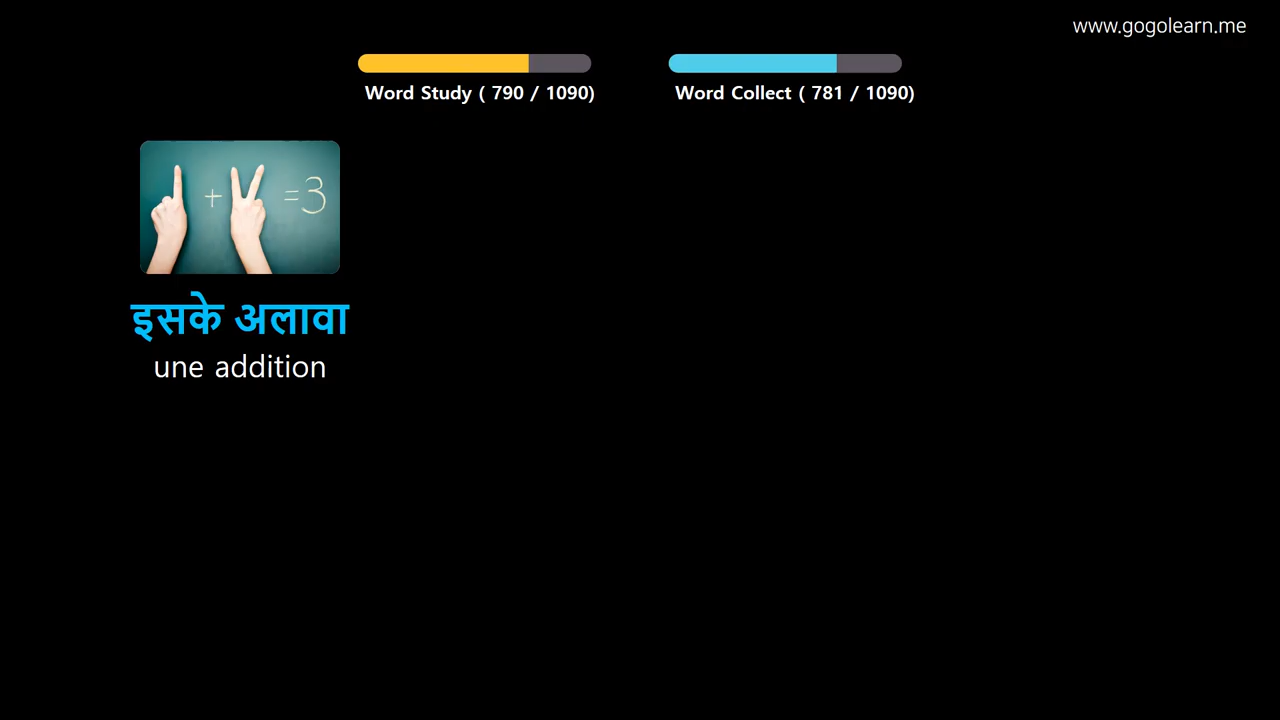 www.gogolearn.me
Word Study ( 790 / 1090)
Word Collect ( 781 / 1090)
+ =3
इसके अलावा
une addition